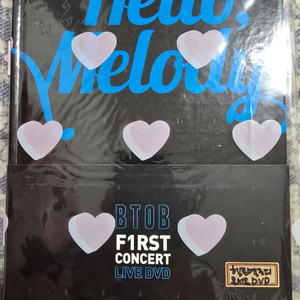 Hello.
Melody
BTOB
F1RST
CONCERT
LIVE DVD